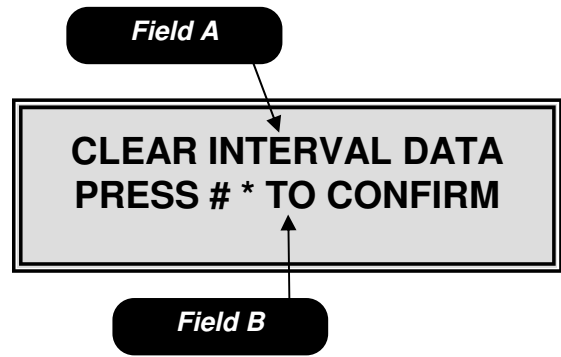 Field A
CLEAR INTERVAL DATA
PRESS # * TO CONFIRM
Field B